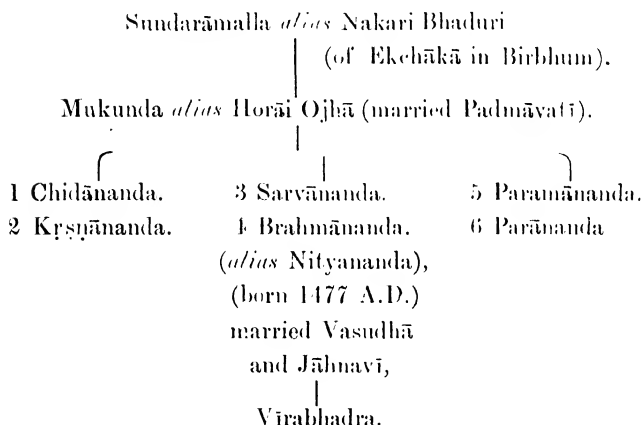 Sundarāmalla alias Nakari Bhaduri
(of Ekchākā in Birbhum).
Mukunda alias Horāi Ojhā (married Padmāvatī).
1 Chidānanda. 3 Sarvānanda. 5 Paramānanda.
2 Kṛṣṇānanda. 4 Brahmānanda. 6 Parānanda
(alias Nityananda),
(born 1477 A.D.)
married Vasudhā
and Jāhnavī,
Vīrabhadra.